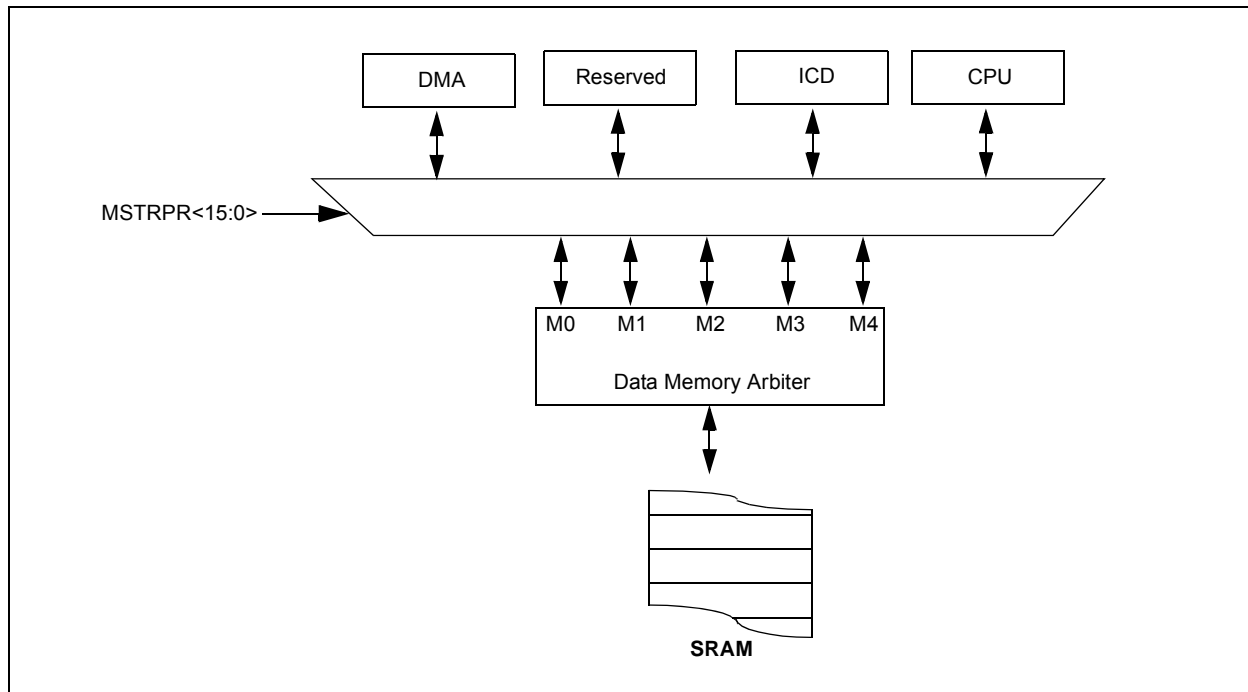 DMA
Reserved
ICD
CPU
MSTRPR<15:0>
M0 M1 M2 M3 M4
Data Memory Arbiter
SRAM